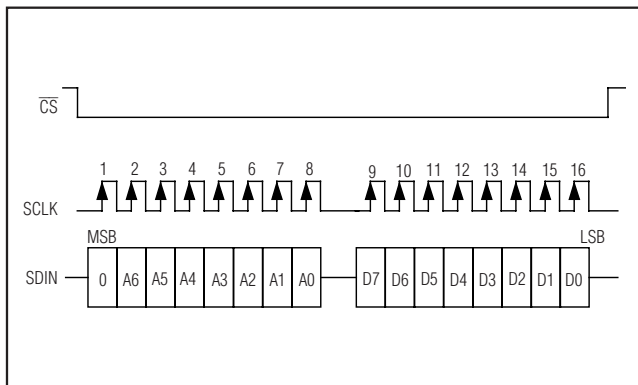 CS
1 2 3 4 5 6 7 8 9 10 11 12 13 14 15 16
SCLK
MSB LSB
SDIN 0 A6 A5 A4 A3 A2 A1 A0 D7 D6 D5 D4 D3 D2 D1 D0